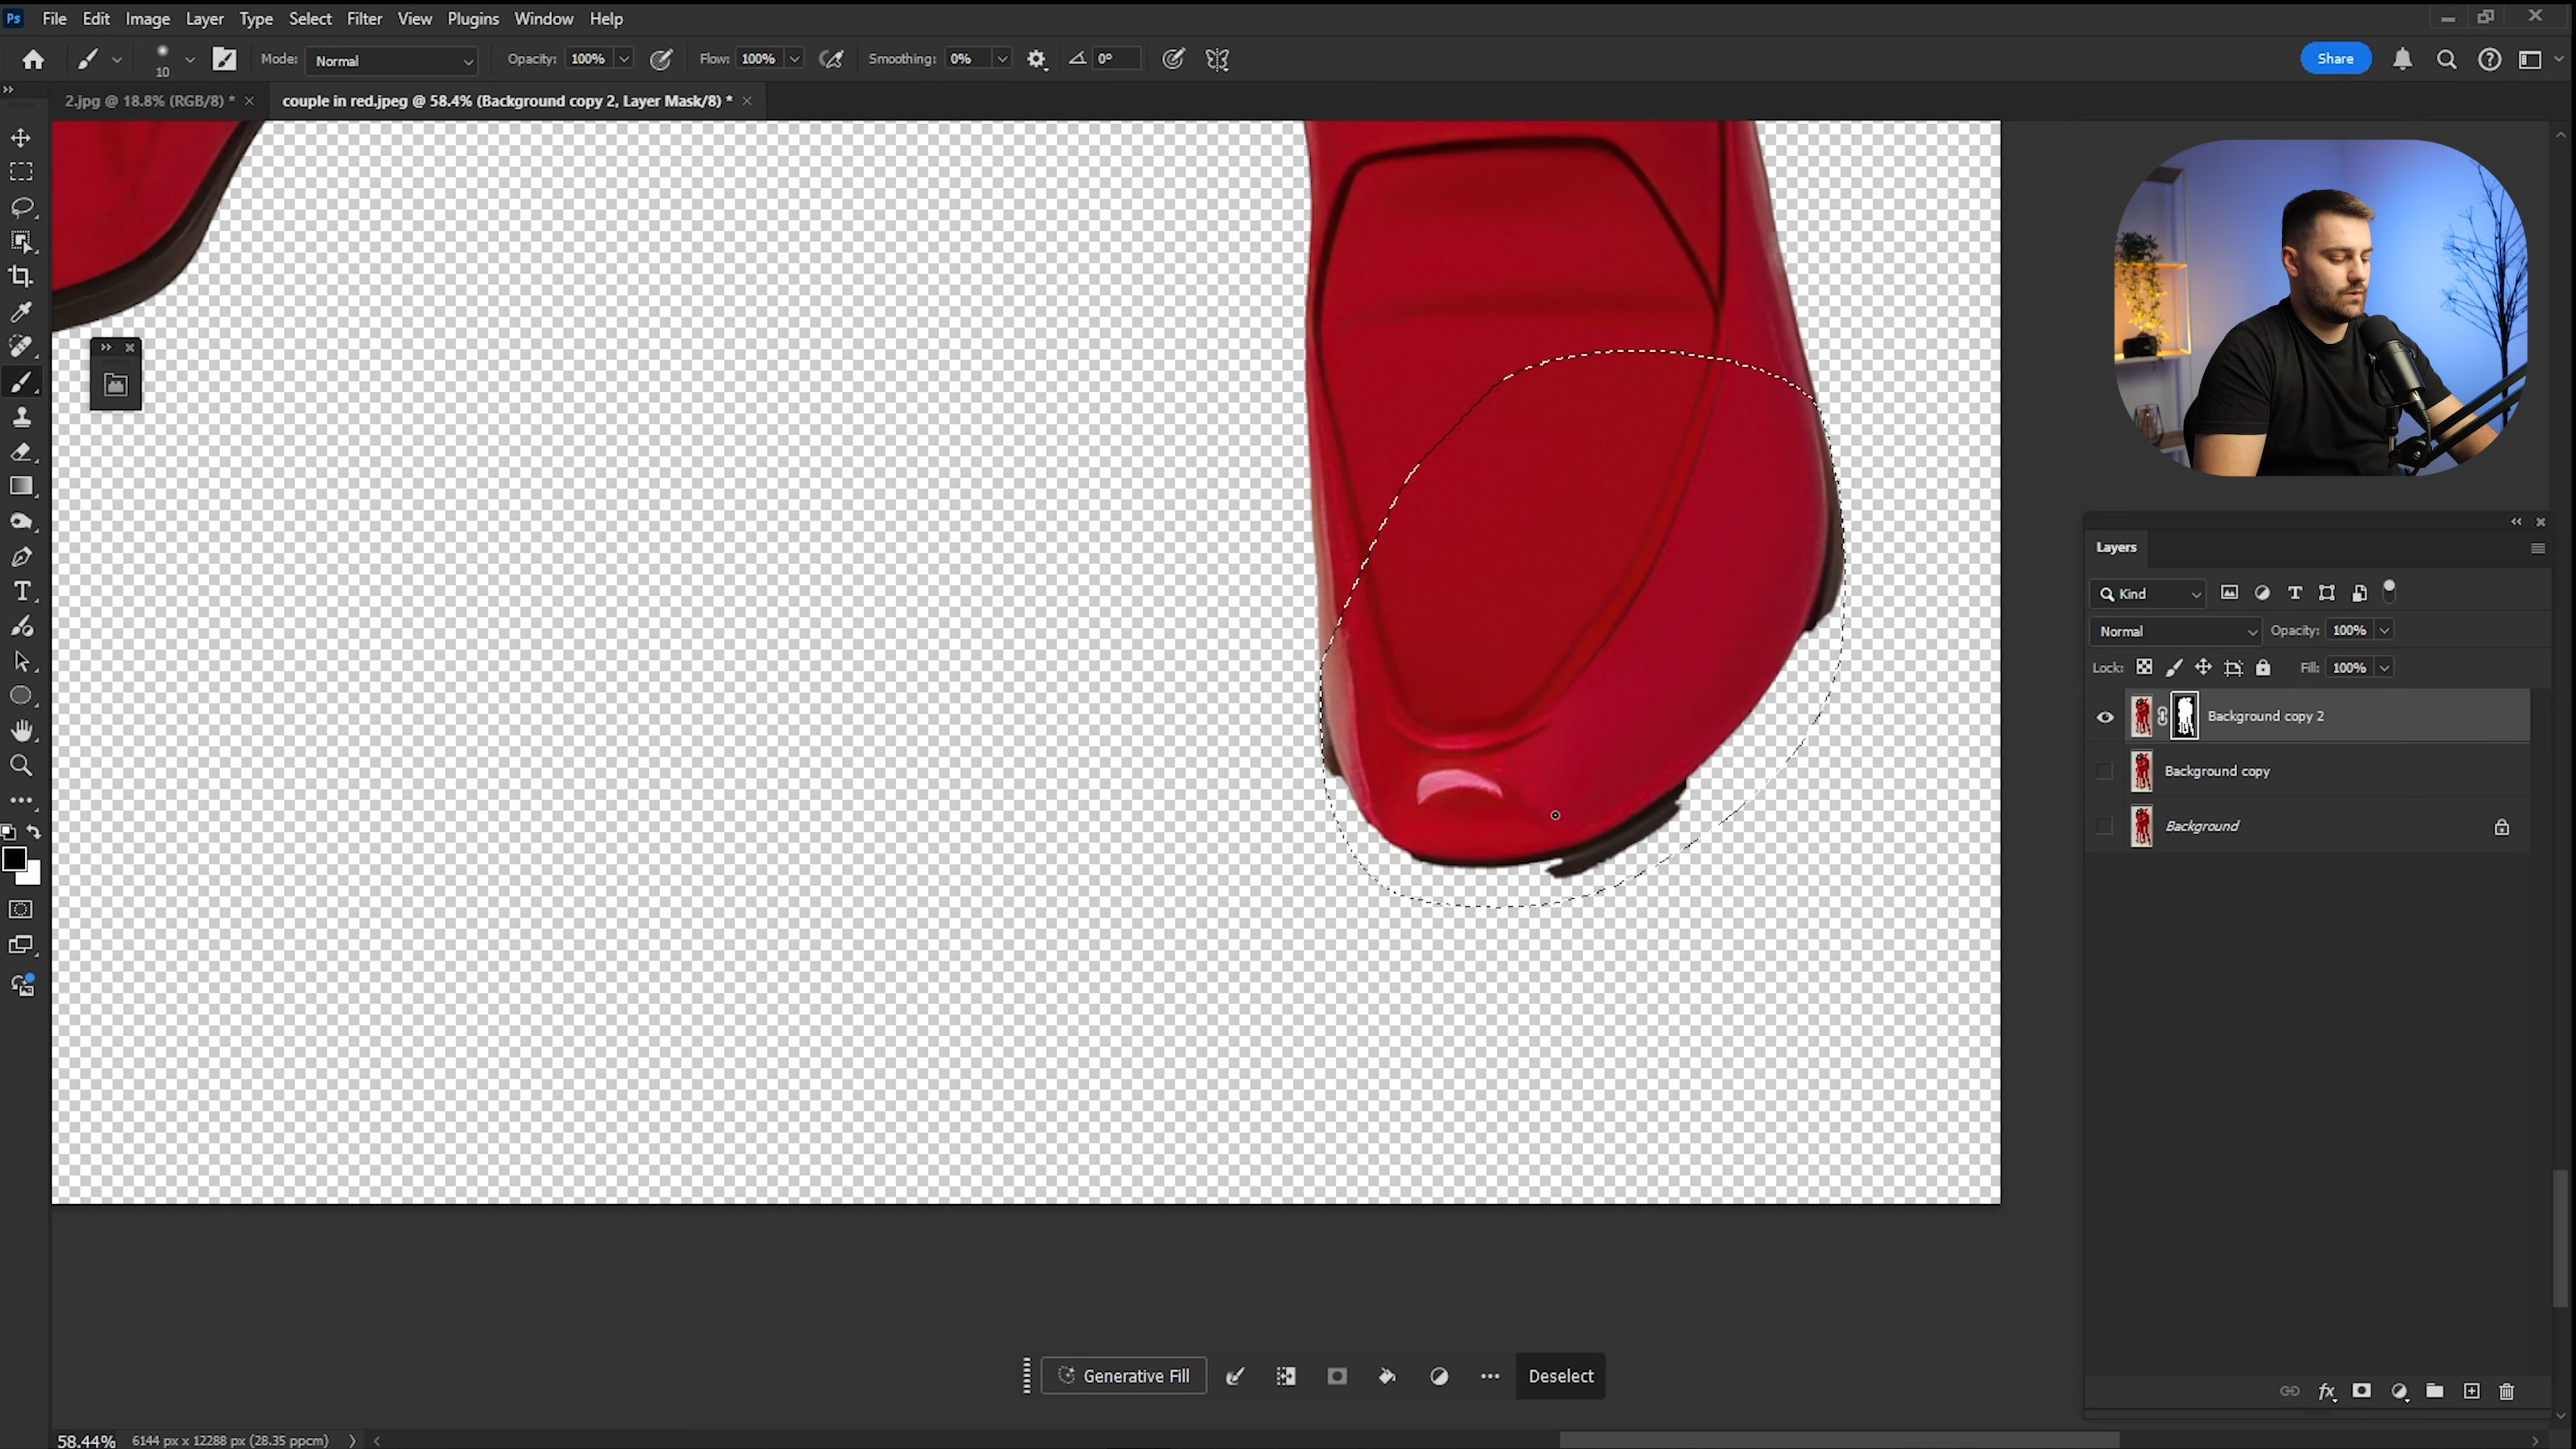 Ps File Edit Image Layer Type Select Filter View Plugins Window Help
10 Mode: Normal Opacity: 100% Flow: 100% Smoothing: 0% 0° Share
2.jpg @ 18.8% (RGB/8) * couple in red.jpeg @ 58.4% (Background copy 2, Layer Mask/8) *
Layers
Kind
Normal Opacity: 100%
Lock: Fill: 100%
Background copy 2
Background copy
Background
Generative Fill Deselect
58.44% 6144 px x 12288 px (28.35 ppcm)